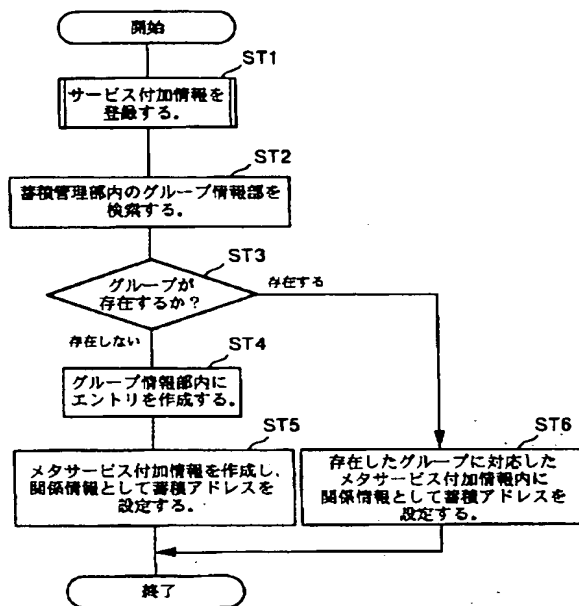 開始
ST1
サービス付加情報を
登録する。
ST2
蓄積管理部内のグループ情報部を
検索する。
ST3
グループが
存在するか？
存在する
存在しない
ST4
グループ情報部内に
エントリを作成する。
ST5
メタサービス付加情報を作成し、
関係情報として蓄積アドレスを
設定する。
ST6
存在したグループに対応した
メタサービス付加情報内に
関係情報として蓄積アドレスを
設定する。
終了